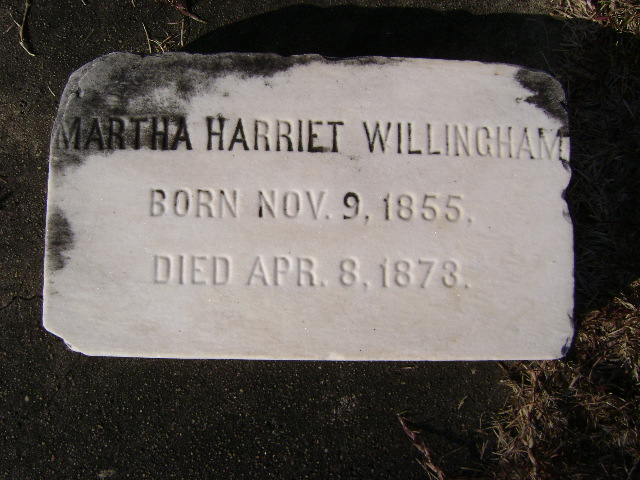 MARTHA HARRIET WILLINGHAM
BORN NOV. 9, 1855.
DIED APR. 8, 1873.